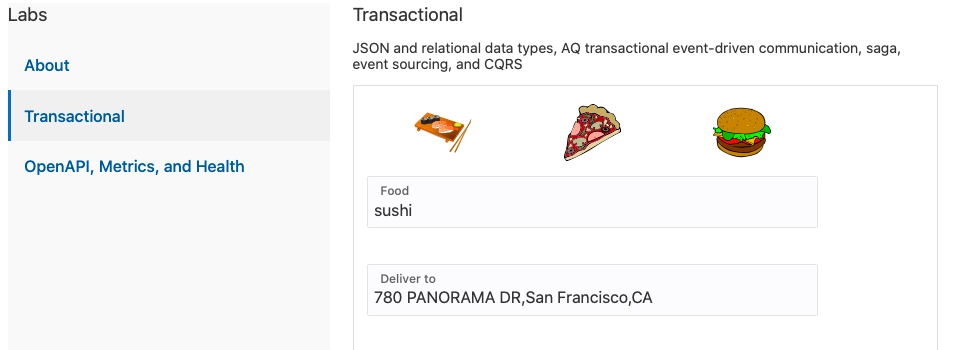 Labs
About
Transactional
OpenAPI, Metrics, and Health
Transactional
JSON and relational data types, AQ transactional event-driven communication, saga,
event sourcing, and CQRS
Food
sushi
Deliver to
780 PANORAMA DR,San Francisco,CA